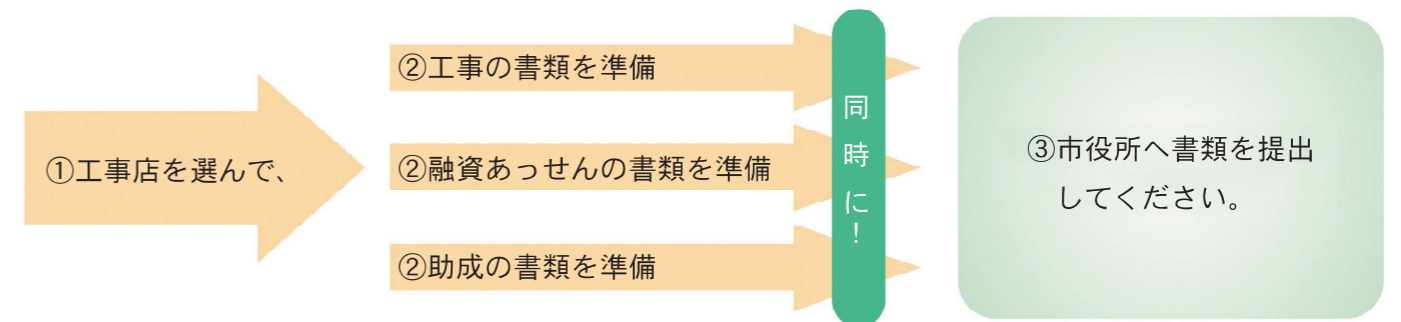 ①工事店を選んで、
②工事の書類を準備
②融資あっせんの書類を準備
②助成の書類を準備
同時に!
③市役所へ書類を提出
してください。